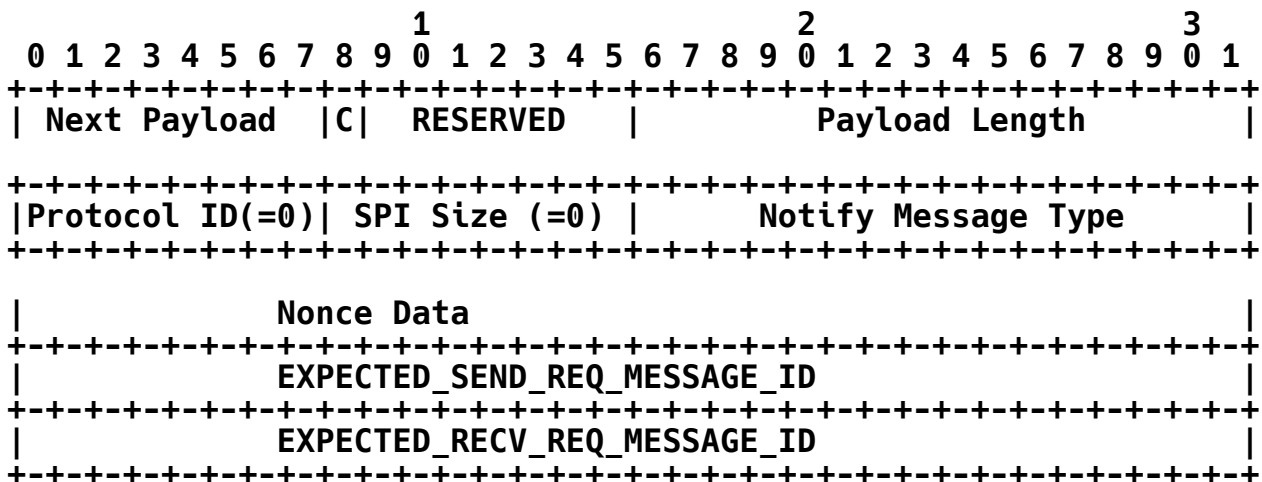 1                   2                   3
 0 1 2 3 4 5 6 7 8 9 0 1 2 3 4 5 6 7 8 9 0 1 2 3 4 5 6 7 8 9 0 1
+-+-+-+-+-+-+-+-+-+-+-+-+-+-+-+-+-+-+-+-+-+-+-+-+-+-+-+-+-+-+-+-+
| Next Payload  |C|  RESERVED   |         Payload Length        |
+-+-+-+-+-+-+-+-+-+-+-+-+-+-+-+-+-+-+-+-+-+-+-+-+-+-+-+-+-+-+-+-+
|Protocol ID(=0)| SPI Size (=0) |      Notify Message Type      |
+-+-+-+-+-+-+-+-+-+-+-+-+-+-+-+-+-+-+-+-+-+-+-+-+-+-+-+-+-+-+-+-+
|             Nonce Data                                        |
+-+-+-+-+-+-+-+-+-+-+-+-+-+-+-+-+-+-+-+-+-+-+-+-+-+-+-+-+-+-+-+-+
|             EXPECTED_SEND_REQ_MESSAGE_ID                      |
+-+-+-+-+-+-+-+-+-+-+-+-+-+-+-+-+-+-+-+-+-+-+-+-+-+-+-+-+-+-+-+-+
|             EXPECTED_RECV_REQ_MESSAGE_ID                      |
+-+-+-+-+-+-+-+-+-+-+-+-+-+-+-+-+-+-+-+-+-+-+-+-+-+-+-+-+-+-+-+-+